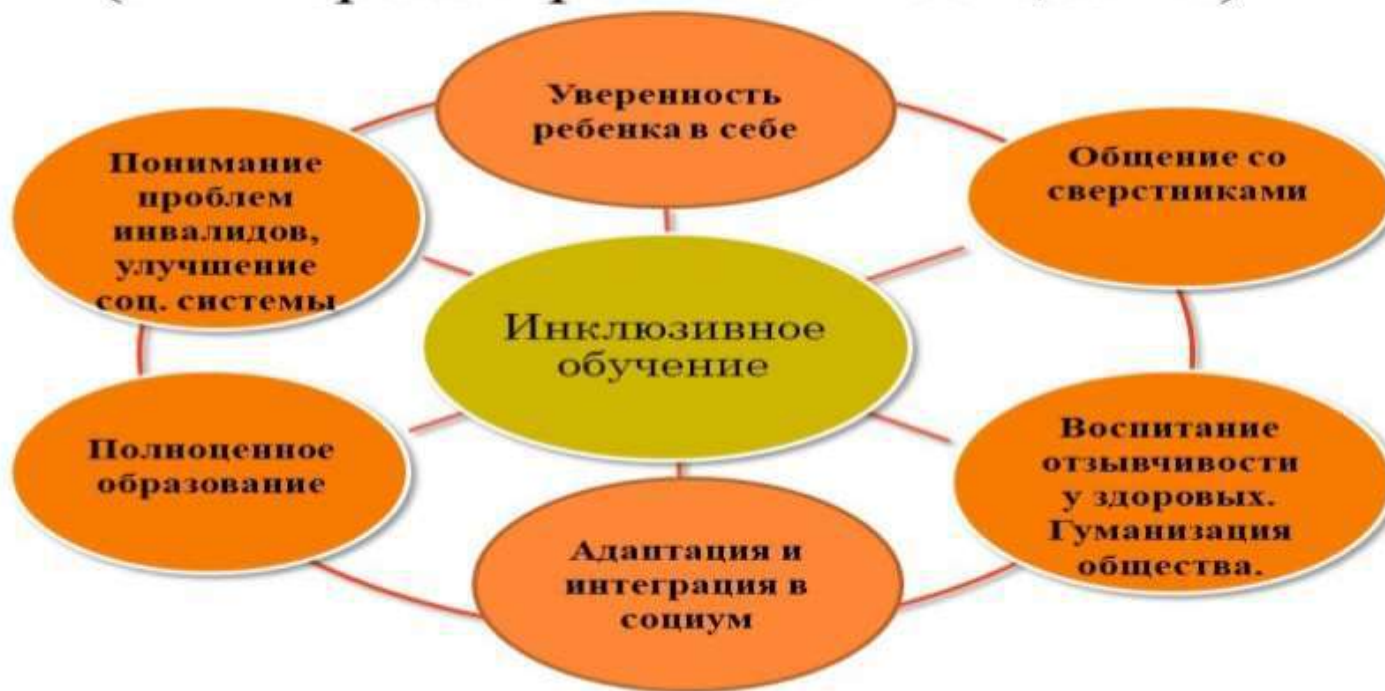 Уверенность
ребенка в себе
Общение со
сверстниками
Воспитание
отзывчивости
у здоровых.
Гуманизация
общества.
Адаптация и
интеграция в
социум
Полноценное
образование
Понимание
проблем
инвалидов,
улучшение
соц. системы
Инклюзивное
обучение